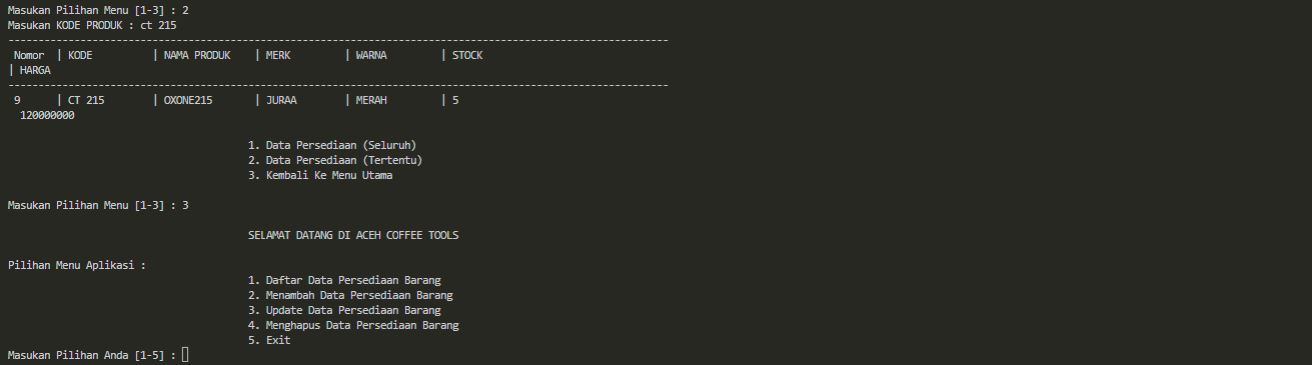 Masukan Pilihan Menu [1-3] : 2
Masukan KODE PRODUK : ct 215
--------------------------------------------------------------------------------------------------------------
Nomor | KODE | NAMA PRODUK | MERK | WARNA | STOCK
| HARGA
--------------------------------------------------------------------------------------------------------------
9 | CT 215 | OXONE215 | JURAA | MERAH | 5
120000000
1. Data Persediaan (Seluruh)
2. Data Persediaan (Tertentu)
3. Kembali Ke Menu Utama
Masukan Pilihan Menu [1-3] : 3
SELAMAT DATANG DI ACEH COFFEE TOOLS
Pilihan Menu Aplikasi :
1. Daftar Data Persediaan Barang
2. Menambah Data Persediaan Barang
3. Update Data Persediaan Barang
4. Menghapus Data Persediaan Barang
5. Exit
Masukan Pilihan Anda [1-5] :